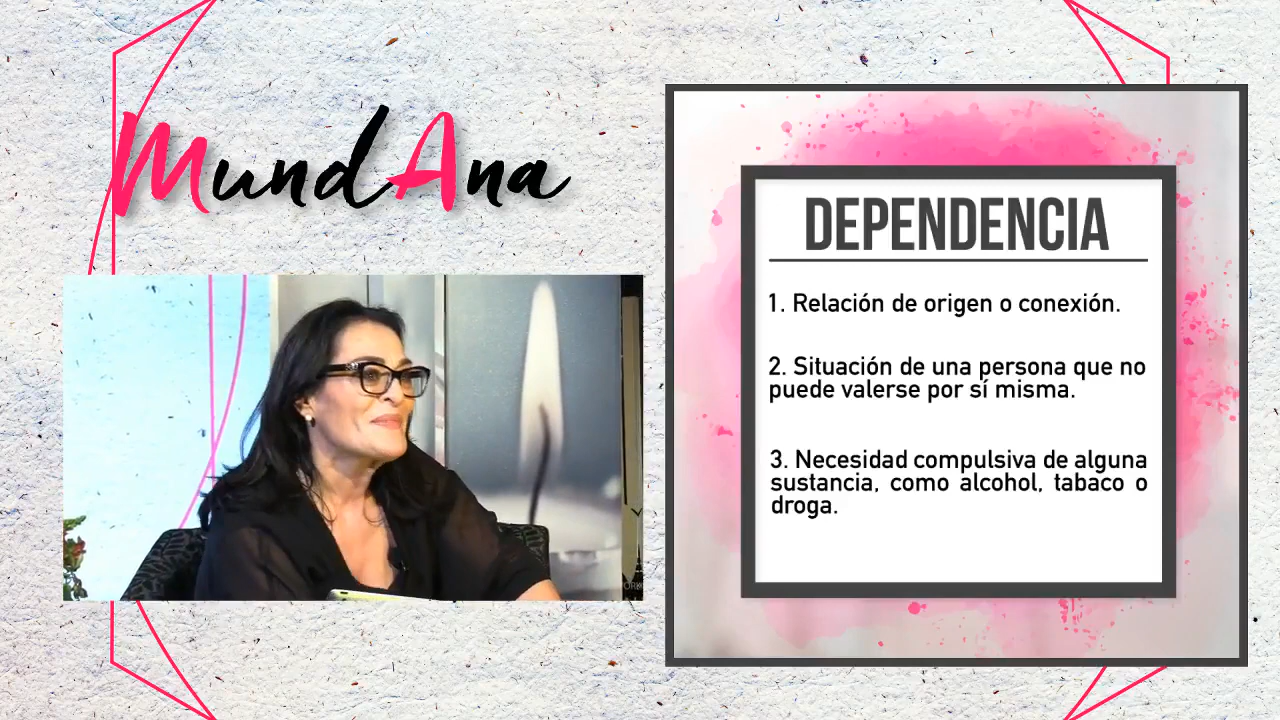 MundAna
DEPENDENCIA
1. Relación de origen o conexión.
2. Situación de una persona que no
puede valerse por sí misma.
3. Necesidad compulsiva de alguna
sustancia, como alcohol, tabaco o
droga.